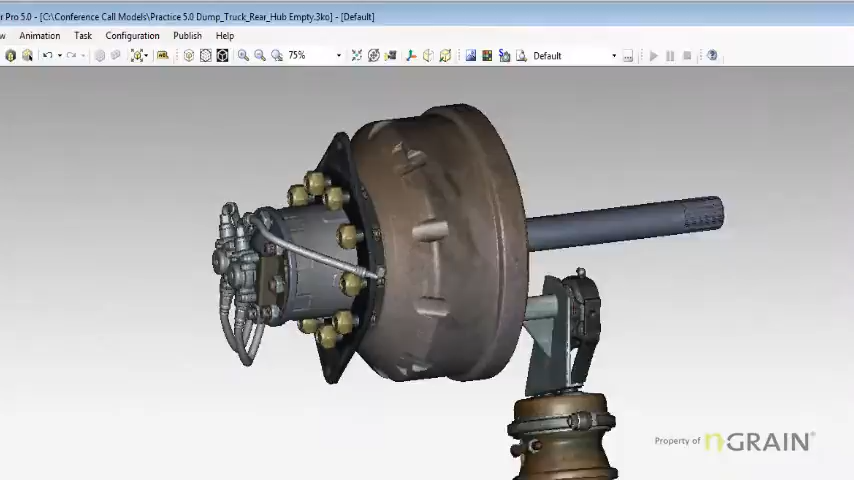 r Pro 5.0 - [C:\Conference Call Models\Practice 5.0 Dump_Truck_Rear_Hub Empty.3ko] - [Default]
w Animation Task Configuration Publish Help
75% Default
Property of nGRAIN®